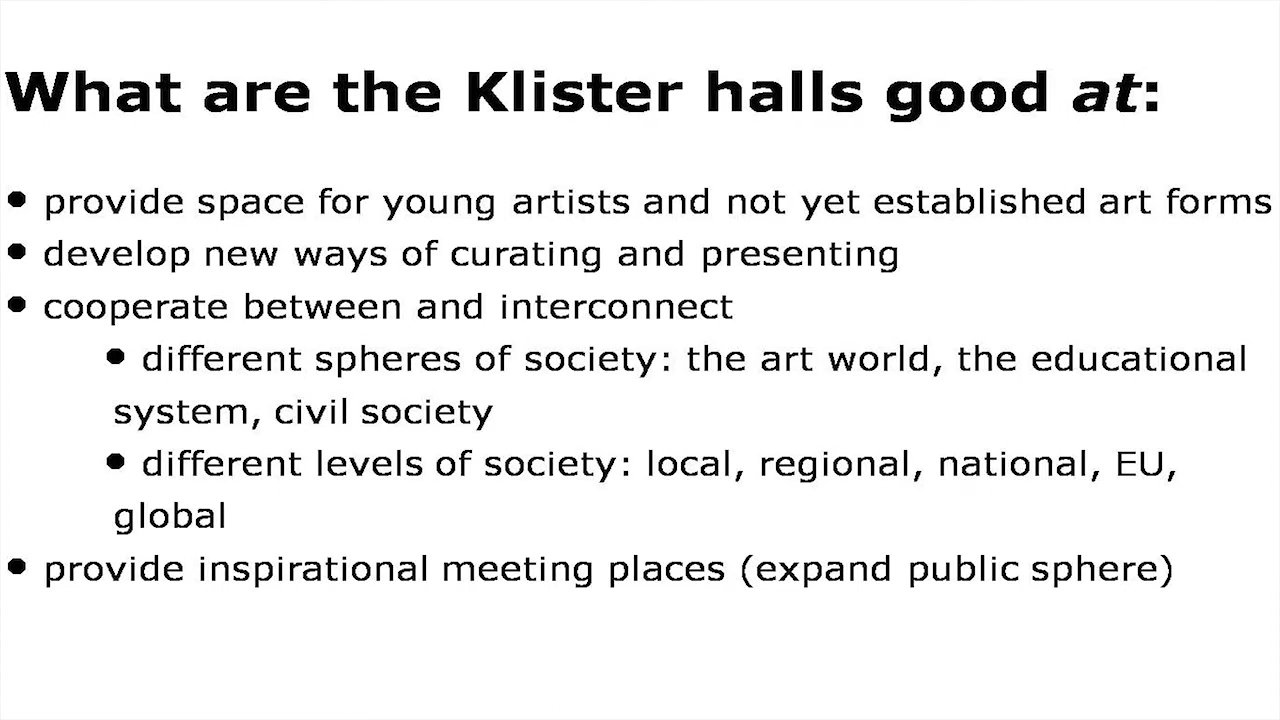 What are the Klister halls good at:
• provide space for young artists and not yet established art forms
• develop new ways of curating and presenting
• cooperate between and interconnect
• different spheres of society: the art world, the educational
system, civil society
• different levels of society: local, regional, national, EU,
global
• provide inspirational meeting places (expand public sphere)